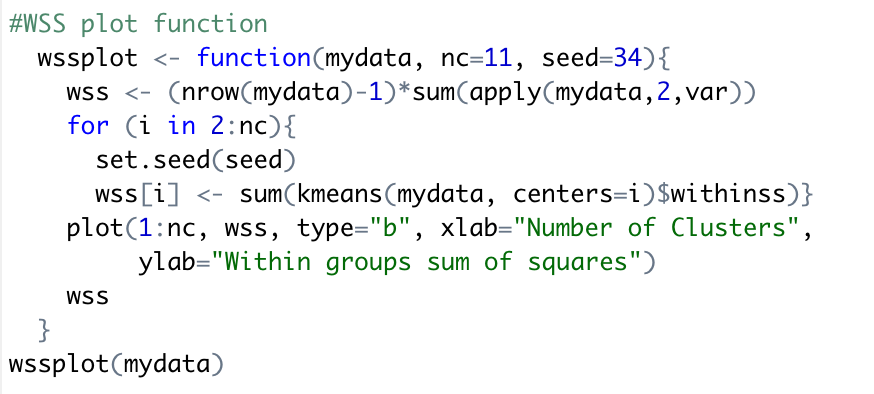 #WSS plot function
wssplot <- function(mydata, nc=11, seed=34){
wss <- (nrow(mydata)-1)*sum(apply(mydata,2,var))
for (i in 2:nc){
set.seed(seed)
wss[i] <- sum(kmeans(mydata, centers=i)$withinss)}
plot(1:nc, wss, type="b", xlab="Number of Clusters",
ylab="Within groups sum of squares")
wss
}
wssplot(mydata)